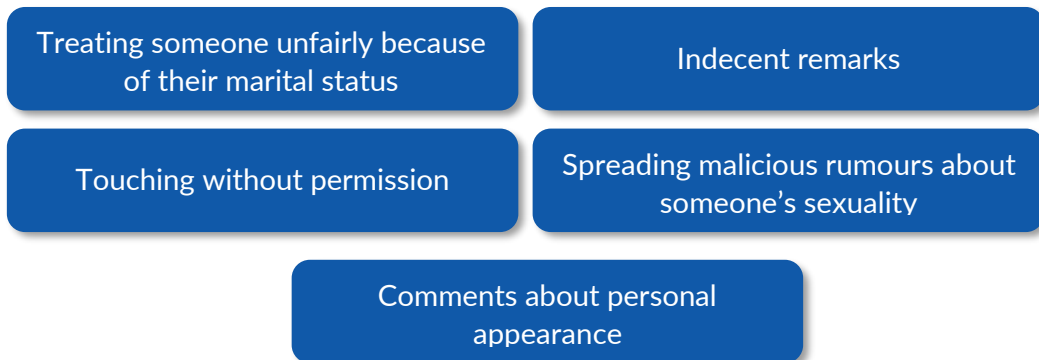 Treating someone unfairly because
of their marital status
Indecent remarks
Touching without permission
Spreading malicious rumours about
someone’s sexuality
Comments about personal
appearance